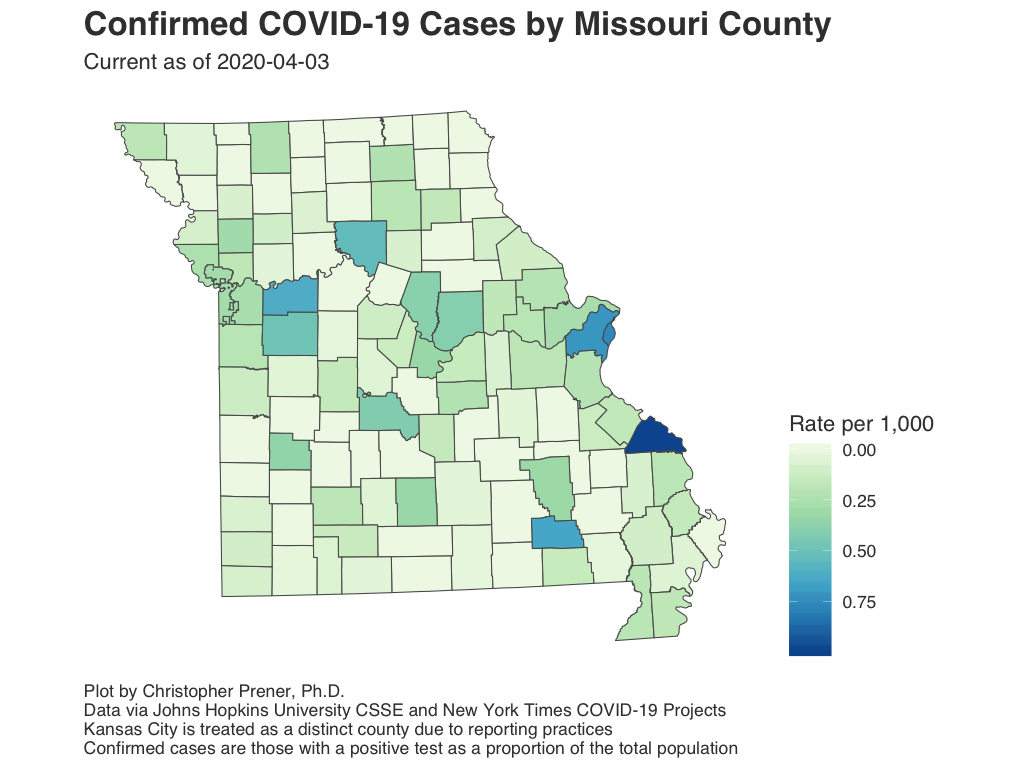 Confirmed COVID-19 Cases by Missouri County
Current as of 2020-04-03
Rate per 1,000
0.00
0.25
0.50
0.75
Plot by Christopher Prener, Ph.D.
Data via Johns Hopkins University CSSE and New York Times COVID-19 Projects
Kansas City is treated as a distinct county due to reporting practices
Confirmed cases are those with a positive test as a proportion of the total population